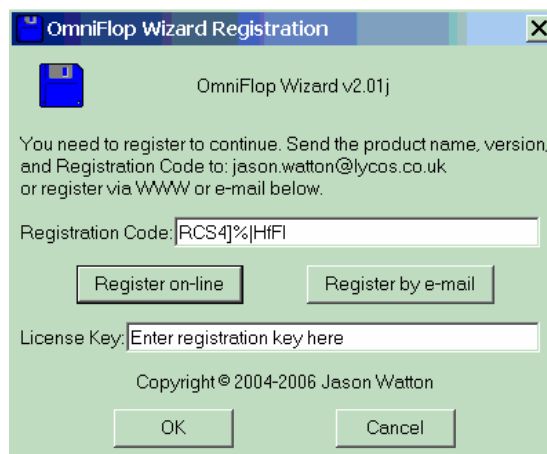 OmniFlop Wizard Registration
OmniFlop Wizard v2.01j
You need to register to continue. Send the product name, version,
and Registration Code to: jason.watton@lycos.co.uk
or register via WWW or e-mail below.
Registration Code: RCS4]%|HfFl
Register on-line Register by e-mail
License Key: Enter registration key here
Copyright © 2004-2006 Jason Watton
OK Cancel